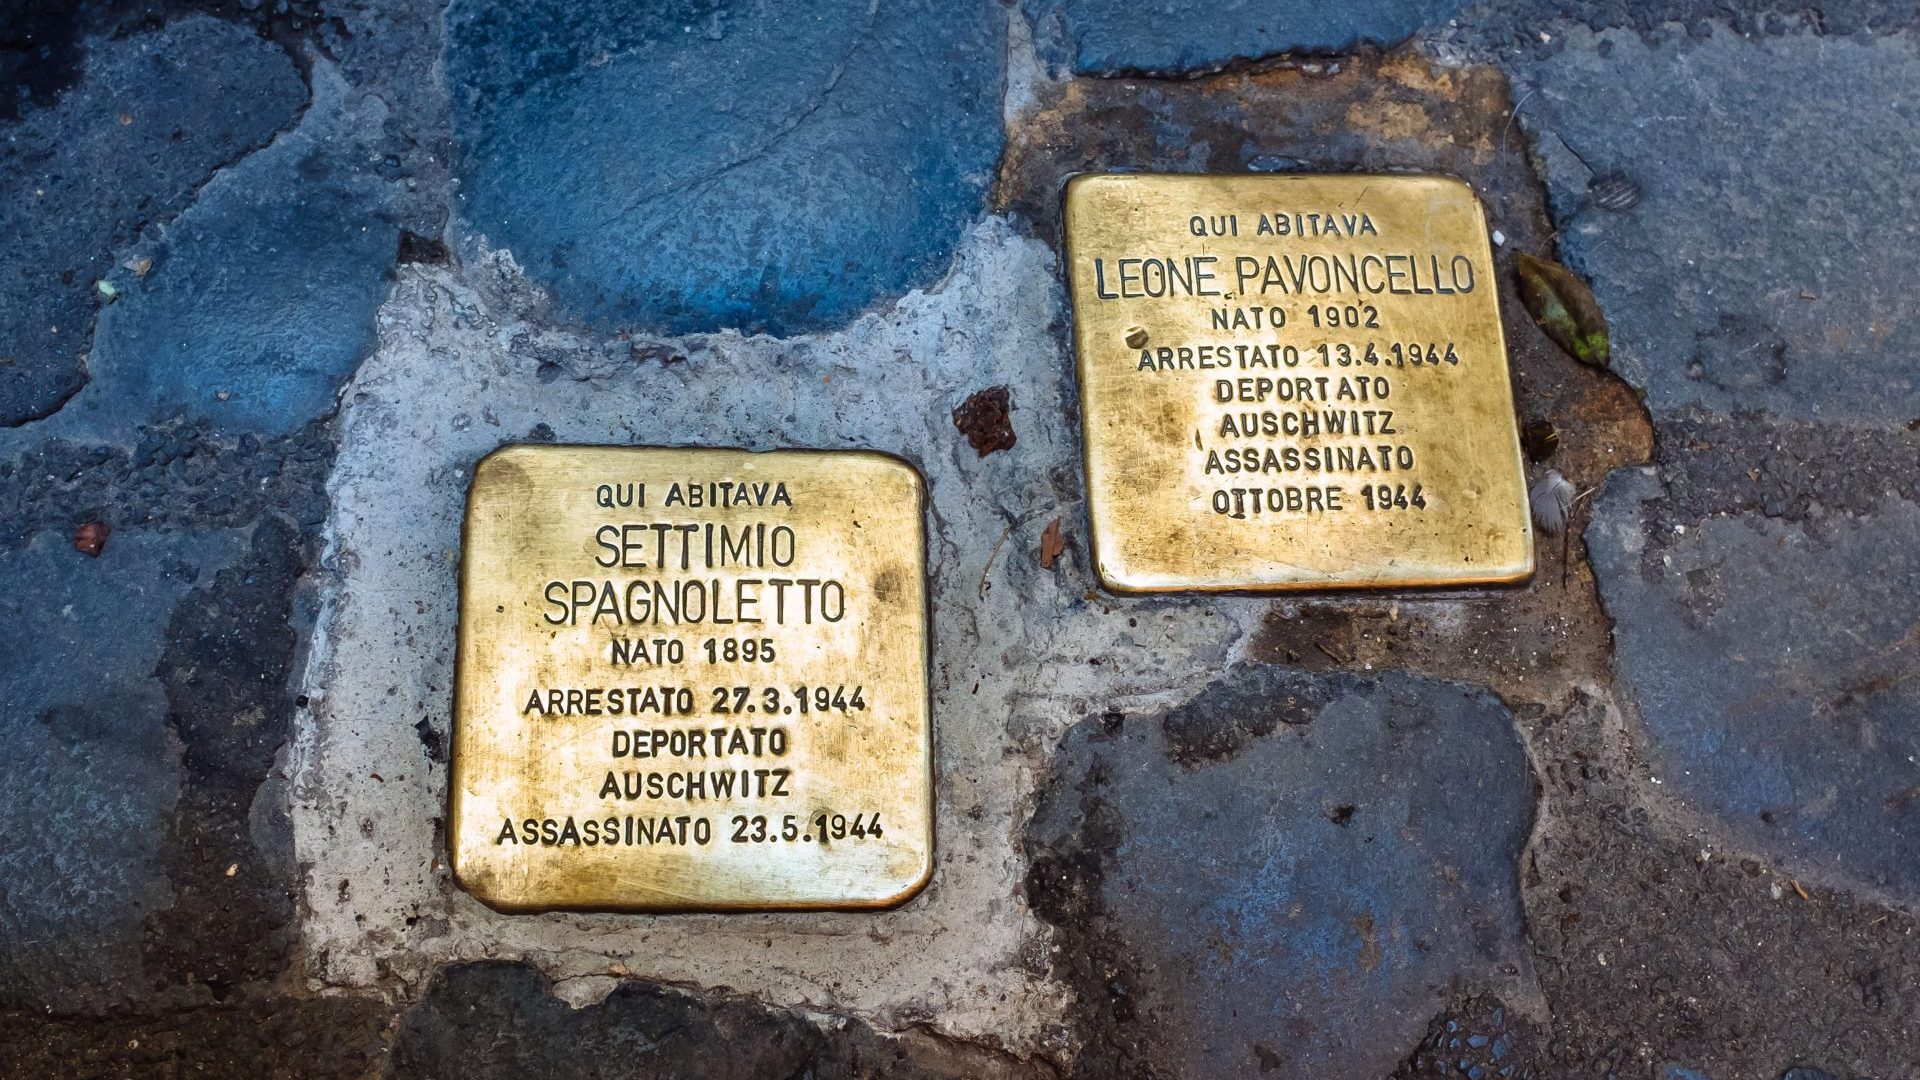 QUI ABITAVA
SETTIMIO
SPAGNOLETTO
NATO 1895
ARRESTATO 27.3.1944
DEPORTATO
AUSCHWITZ
ASSASSINATO 23.5.1944
QUI ABITAVA
LEONE PAVONCELLO
NATO 1902
ARRESTATO 13.4.1944
DEPORTATO
AUSCHWITZ
ASSASSINATO
OTTOBRE 1944